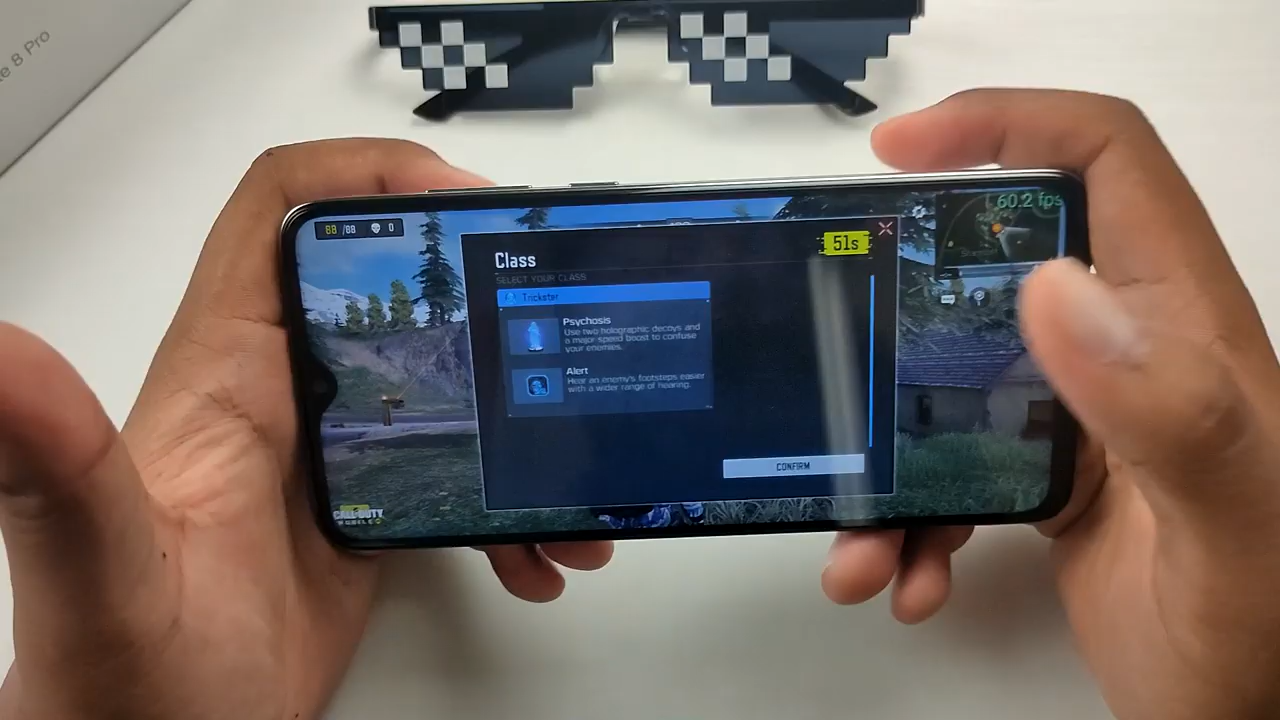 e 8 Pro
60.2 fps
88 /88 0
51s
Class
SELECT YOUR CLASS
Trickster
Psychosis
Use two holographic decoys and
a major speed boost to confuse
your enemies.
Alert
Hear an enemy's footsteps easier
with a wider range of hearing.
CONFIRM
CALL OF DUTY
MOBILE